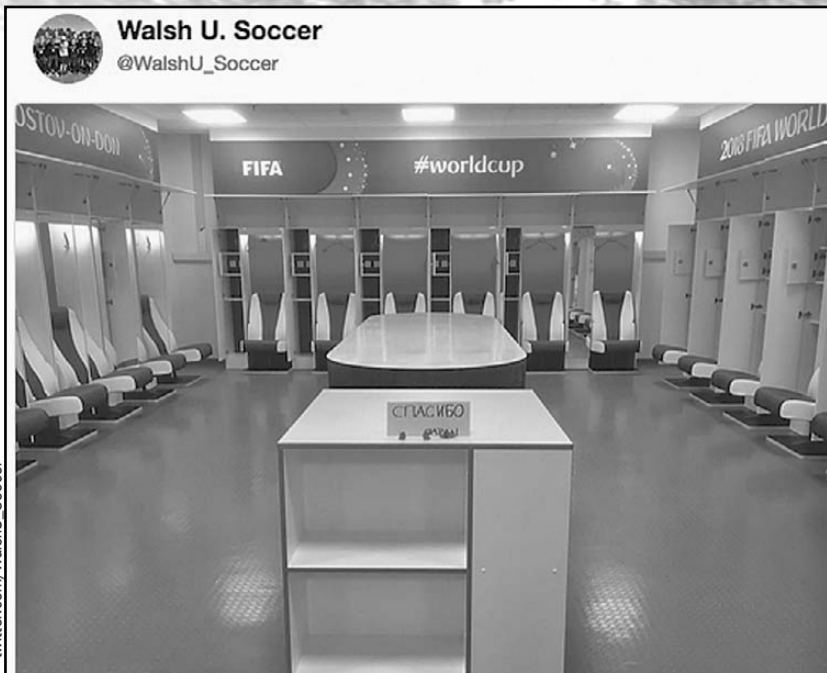 Walsh U. Soccer
@WalshU_Soccer
OSTOV-ON-DON
FIFA
#worldcup
2018 FIFA WORLD
СПАСИБО